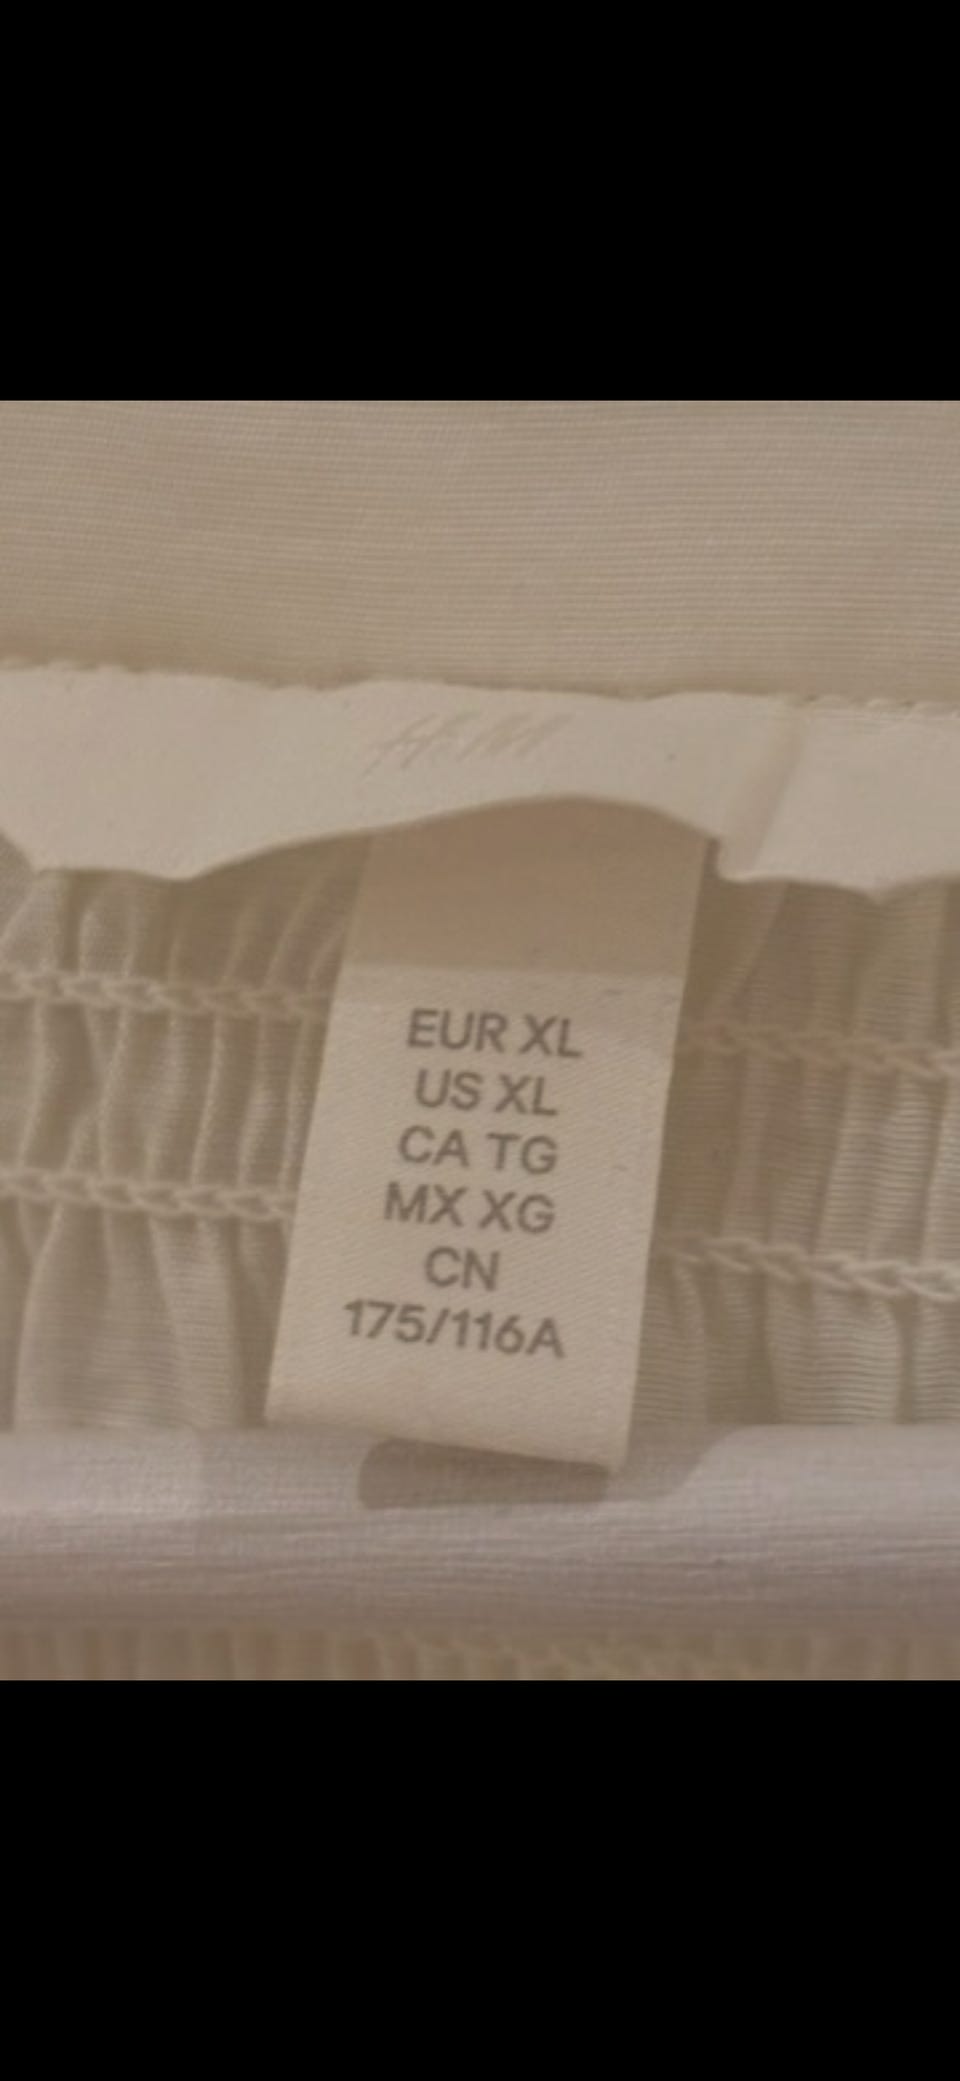 H&M
EUR XL
US XL
CA TG
MX XG
CN
175/116A